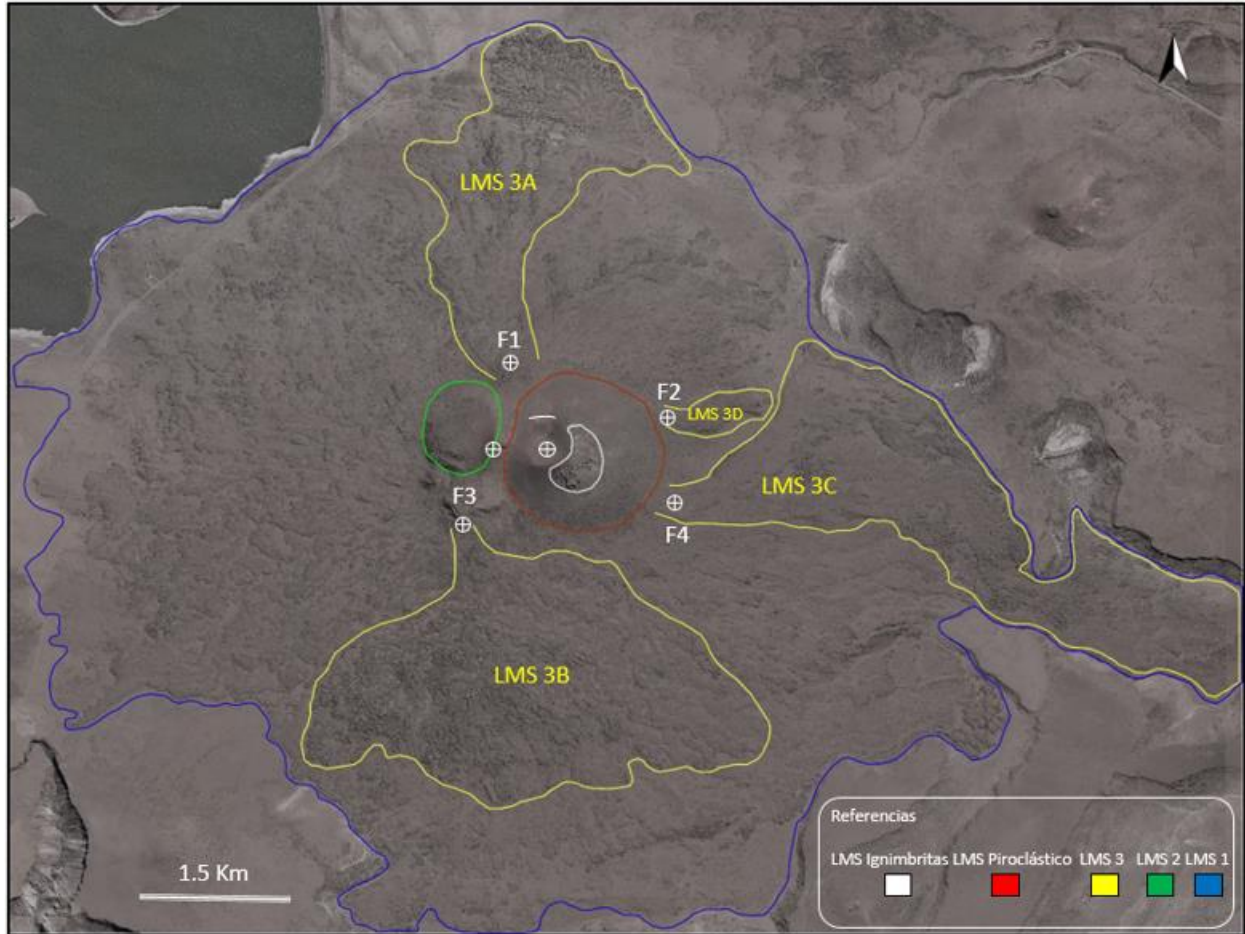 LMS 3A
F1
F2
LMS 3D
F3
LMS 3C
F4
LMS 3B
1.5 Km
Referencias
LMS Ignimbritas LMS Piroclástico LMS 3 LMS 2 LMS 1